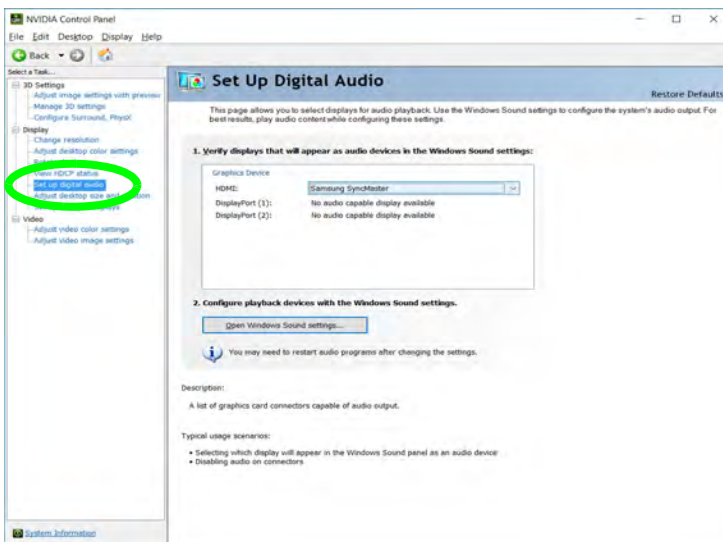 NVIDIA Control Panel
File Edit Desktop Display Help
Back
Select a Task...
3D Settings
Adjust image settings with preview
Manage 3D settings
Configure Surround, PhysX
Display
Change resolution
Adjust desktop color settings
View HDCP status
Set up digital audio
Adjust desktop size and
Video
Adjust video color settings
Adjust video image settings
System Information
Set Up Digital Audio
Restore Defaults
This page allows you to select displays for audio playback. Use the Windows Sound settings to configure the system's audio output. For
best results, play audio content while configuring these settings.
1. Verify displays that will appear as audio devices in the Windows Sound settings:
Graphics Device
HDMI: Samsung SyncMaster
DisplayPort (1): No audio capable display available
DisplayPort (2): No audio capable display available
2. Configure playback devices with the Windows Sound settings.
Open Windows Sound settings...
You may need to restart audio programs after changing the settings.
Description:
A list of graphics card connectors capable of audio output.
Typical usage scenarios:
• Selecting which display will appear in the Windows Sound panel as an audio device
• Disabling audio on connectors